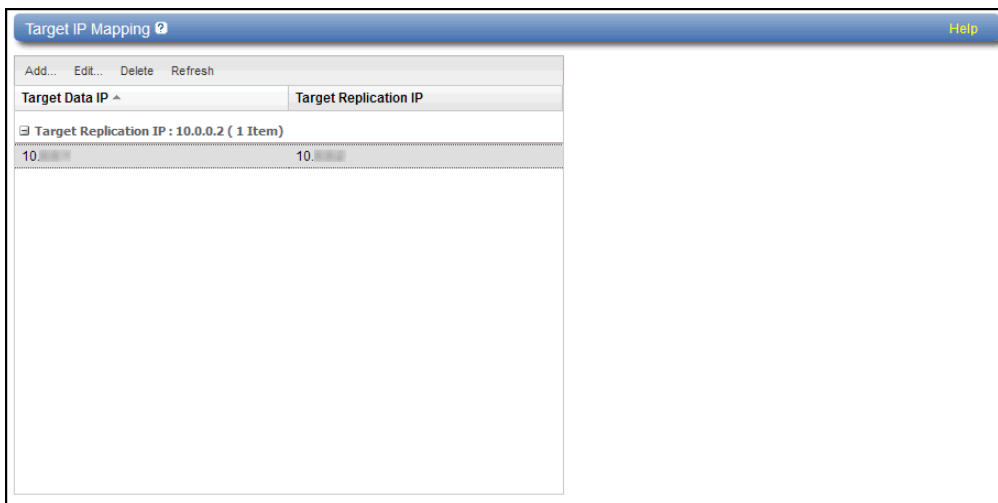 Target IP Mapping ? Help
Add... Edit... Delete Refresh
Target Data IP Target Replication IP
Target Replication IP : 10.0.0.2 ( 1 Item)
10. 10.